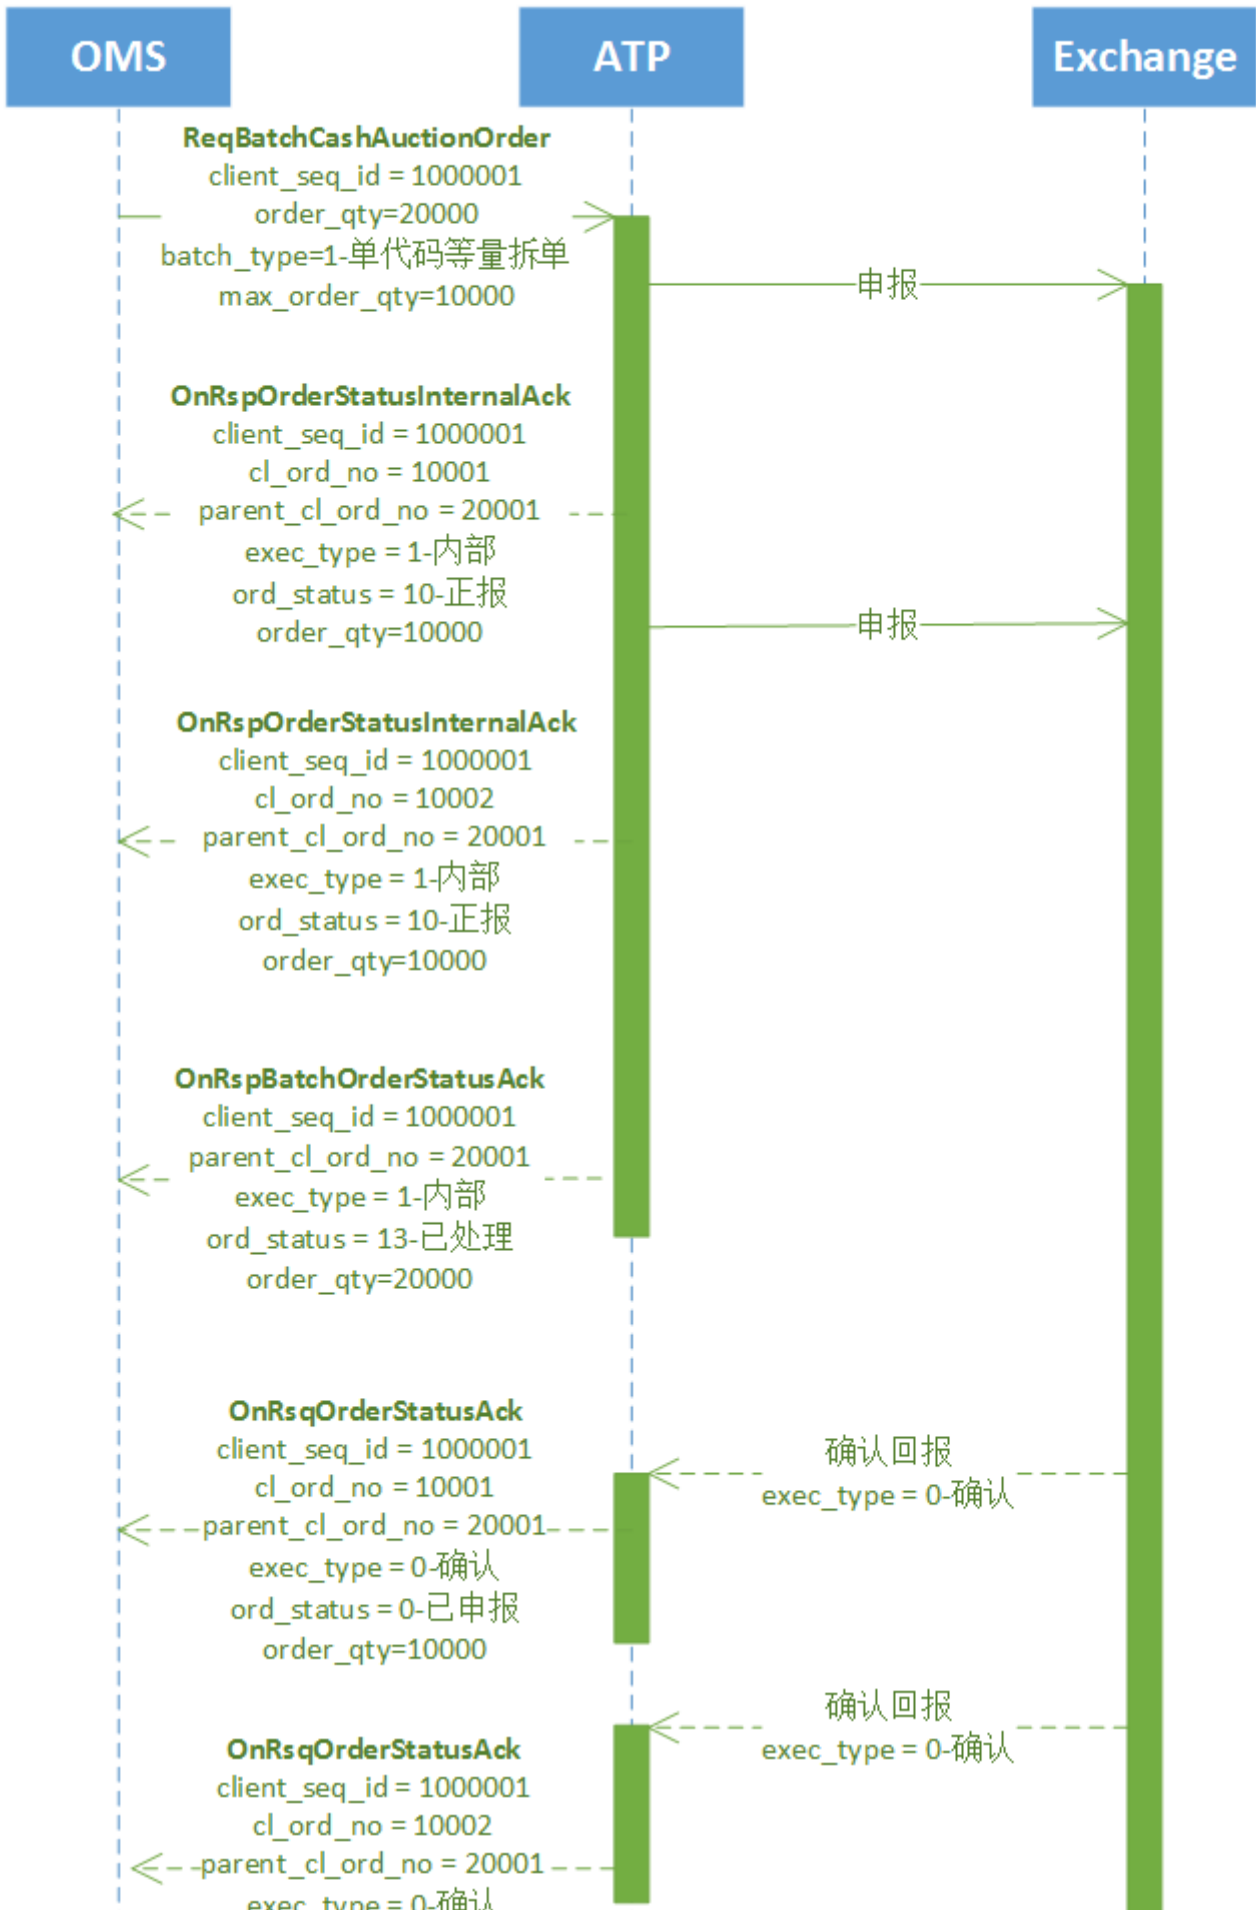 OMS
ATP
Exchange
ReqBatchCashAuctionOrder
client_seq_id = 1000001
order_qty=20000
batch_type=1-单代码等量拆单
max_order_qty=10000
申报
OnRspOrderStatusInternalAck
client_seq_id = 1000001
cl_ord_no = 10001
parent_cl_ord_no = 20001
exec_type = 1-内部
ord_status = 10-正报
order_qty=10000
申报
OnRspOrderStatusInternalAck
client_seq_id = 1000001
cl_ord_no = 10002
parent_cl_ord_no = 20001
exec_type = 1-内部
ord_status = 10-正报
order_qty=10000
OnRspBatchOrderStatusAck
client_seq_id = 1000001
parent_cl_ord_no = 20001
exec_type = 1-内部
ord_status = 13-已处理
order_qty=20000
OnRsqOrderStatusAck
client_seq_id = 1000001
cl_ord_no = 10001
parent_cl_ord_no = 20001
exec_type = 0-确认
ord_status = 0-已申报
order_qty=10000
确认回报
exec_type = 0-确认
确认回报
exec_type = 0-确认
OnRsqOrderStatusAck
client_seq_id = 1000001
cl_ord_no = 10002
parent_cl_ord_no = 20001
exec_type = 0-确认